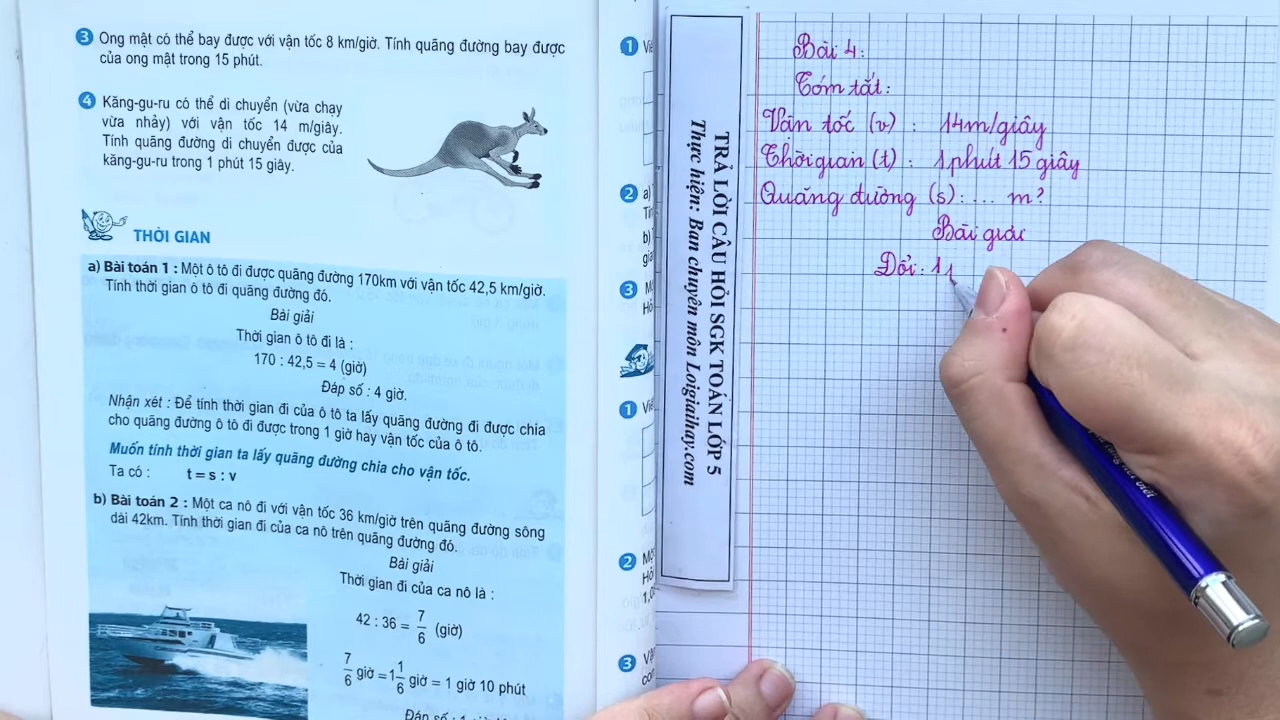 3 Ong mật có thể bay được với vận tốc 8 km/giờ. Tính quãng đường bay được
của ong mật trong 15 phút.
4 Kăng-gu-ru có thể di chuyển (vừa chạy
vừa nhảy) với vận tốc 14 m/giây.
Tính quãng đường di chuyển được của
kăng-gu-ru trong 1 phút 15 giây.
THỜI GIAN
a) Bài toán 1 : Một ô tô đi được quãng đường 170km với vận tốc 42,5 km/giờ.
Tính thời gian ô tô đi quãng đường đó.
Bài giải
Thời gian ô tô đi là :
170 : 42,5 = 4 (giờ)
Đáp số : 4 giờ.
Nhận xét : Để tính thời gian đi của ô tô ta lấy quãng đường đi được chia
cho quãng đường ô tô đi được trong 1 giờ hay vận tốc của ô tô.
Muốn tính thời gian ta lấy quãng đường chia cho vận tốc.
Ta có : t = s : v
b) Bài toán 2 : Một ca nô đi với vận tốc 36 km/giờ trên quãng đường sông
dài 42km. Tính thời gian đi của ca nô trên quãng đường đó.
Bài giải
Thời gian đi của ca nô là :
42 : 36 = 7/6 (giờ)
7/6 giờ = 1 1/6 giờ = 1 giờ 10 phút
Đáp số : 1 giờ
1
2 a)
b)
3
1
2
3
TRẢ LỜI CÂU HỎI SGK TOÁN LỚP 5
Thực hiện: Ban chuyên môn Loigiaihay.com
Bài 4:
Tóm tắt:
Vận tốc (v) : 14m/giây
Thời gian (t) : 1 phút 15 giây
Quãng đường (s) : ... m?
Bài giải
Đổi: 1